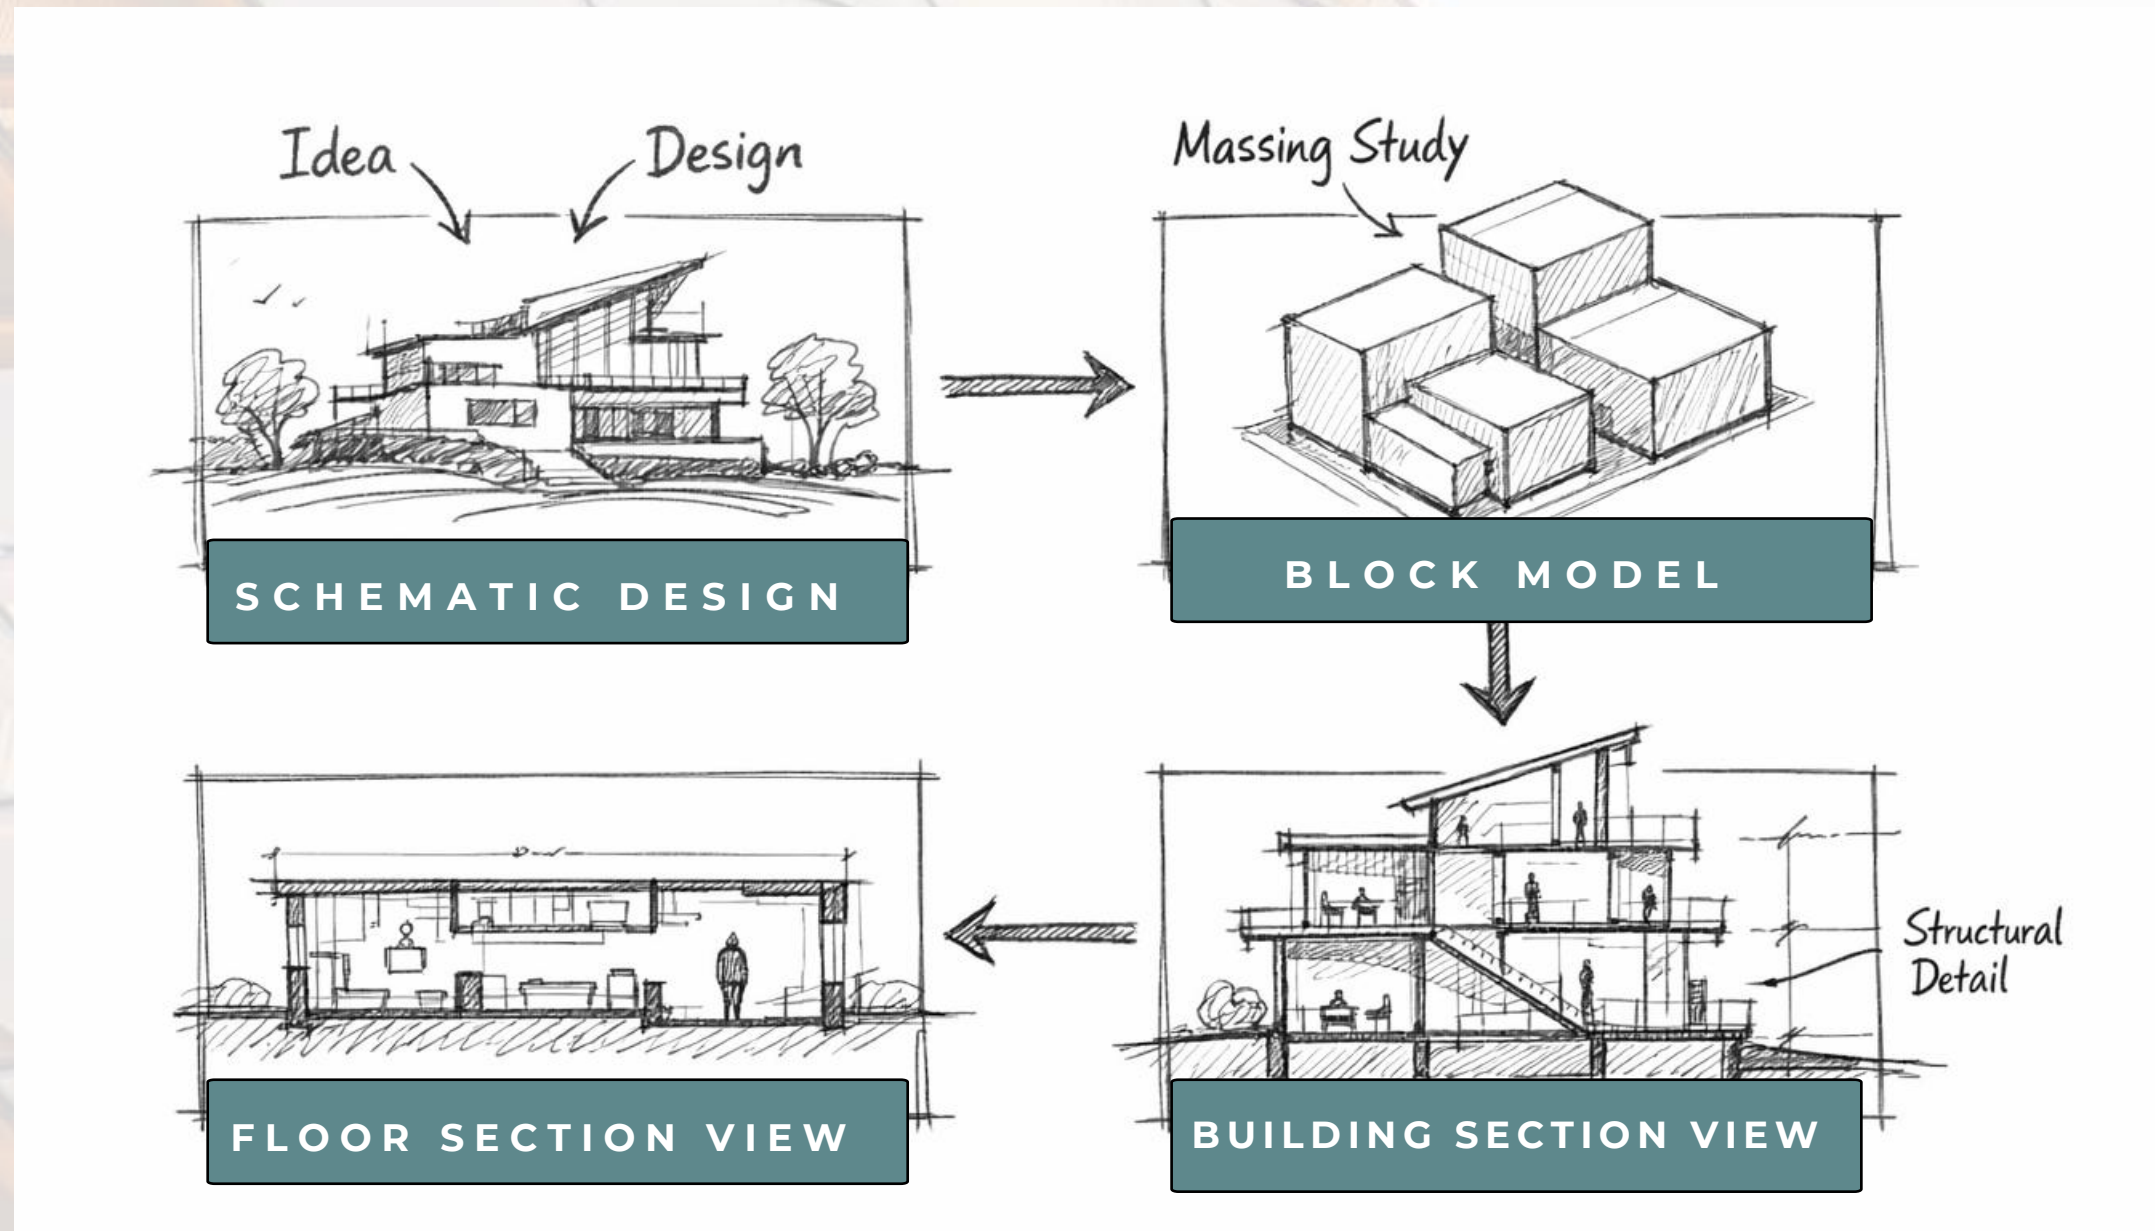 Idea
Design
Massing Study
SCHEMATIC DESIGN
BLOCK MODEL
Structural
Detail
FLOOR SECTION VIEW
BUILDING SECTION VIEW